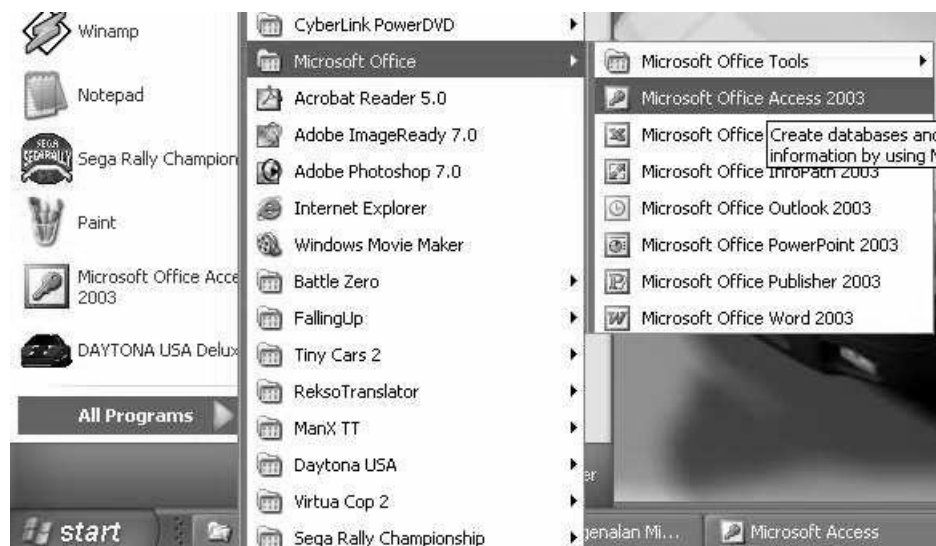 Winamp
Notepad
SEGA
Sega Rally Champion
Paint
Microsoft Office Acce
2003
DAYTONA USA Delux
All Programs
CyberLink PowerDVD
Microsoft Office
Acrobat Reader 5.0
Adobe ImageReady 7.0
Adobe Photoshop 7.0
Internet Explorer
Windows Movie Maker
Battle Zero
FallingUp
Tiny Cars 2
ReksoTranslator
ManX TT
Daytona USA
Virtua Cop 2
Sega Rally Championship
Microsoft Office Tools
Microsoft Office Access 2003
Microsoft Office
Create databases and
information by using M
Microsoft Office InfoPath 2003
Microsoft Office Outlook 2003
Microsoft Office PowerPoint 2003
Microsoft Office Publisher 2003
Microsoft Office Word 2003
er
start
genalan Mi...
Microsoft Access